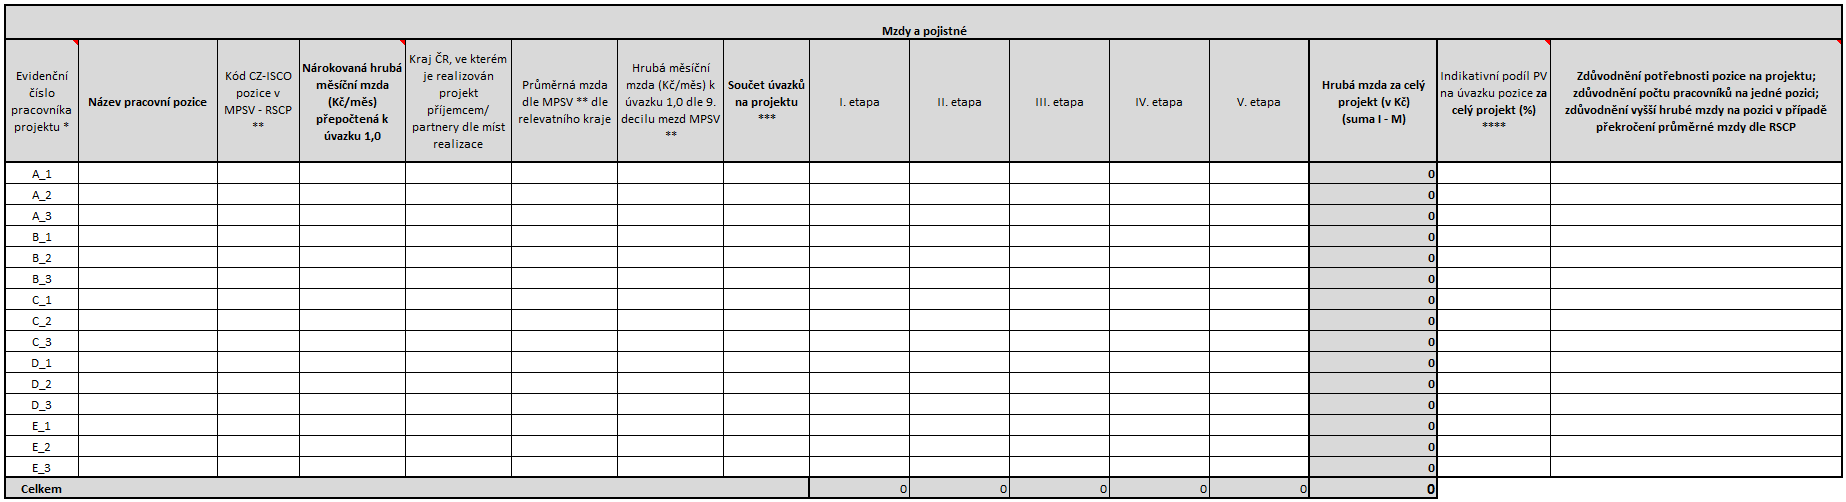 Mzdy a pojistné
Evidenční
číslo
pracovníka
projektu *
Název pracovní pozice
Kód CZ-ISCO
pozice v
MPSV - RSCP
**
Nárokovaná hrubá
měsíční mzda
(Kč/měs)
přepočtená k
úvazku 1,0
Kraj ČR, ve kterém
je realizován
projekt
příjemcem/
partnery dle míst
realizace
Průměrná mzda
dle MPSV ** dle
relevatního kraje
Hrubá měsíční
mzda (Kč/měs) k
úvazku 1,0 dle 9.
decilu mezd MPSV
**
Součet úvazků
na projektu
***
I. etapa
II. etapa
III. etapa
IV. etapa
V. etapa
Hrubá mzda za celý
projekt (v Kč)
(suma I - M)
Indikativní podíl PV
na úvazku pozice za
celý projekt (%)
****
Zdůvodnění potřebnosti pozice na projektu;
zdůvodnění počtu pracovníků na jedné pozici;
zdůvodnění vyšší hrubé mzdy na pozici v případě
překročení průměrné mzdy dle RSCP
A_1 0
A_2 0
A_3 0
B_1 0
B_2 0
B_3 0
C_1 0
C_2 0
C_3 0
D_1 0
D_2 0
D_3 0
E_1 0
E_2 0
E_3 0
Celkem 0 0 0 0 0 0